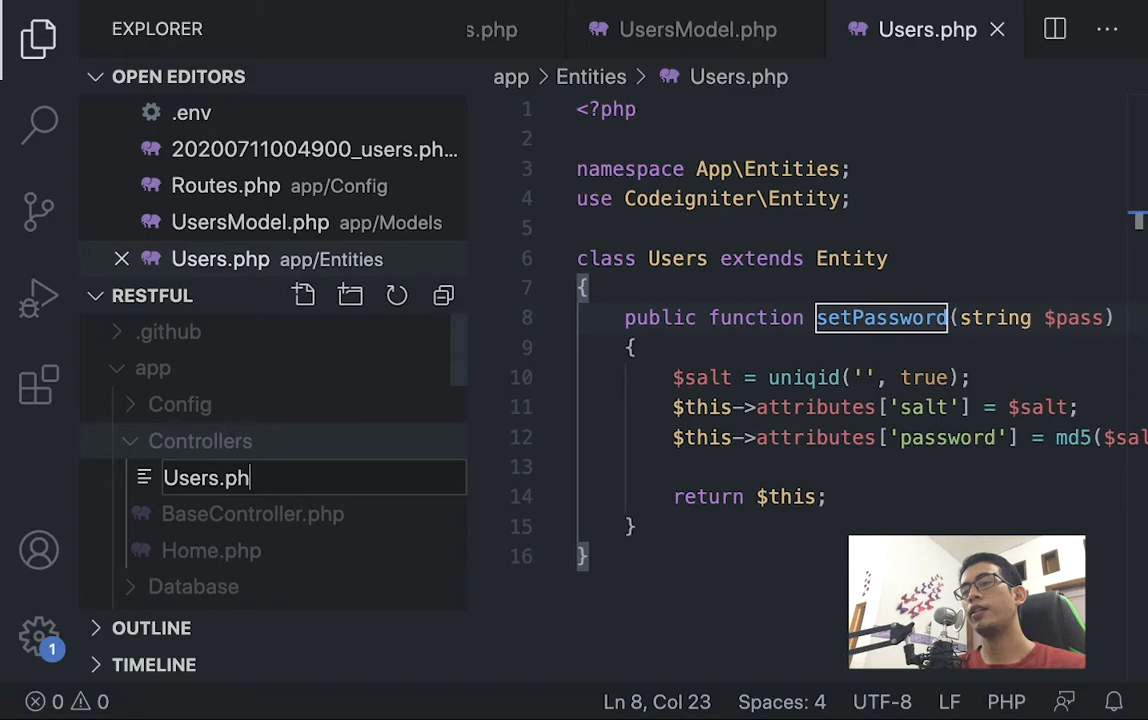 EXPLORER
s.php
UsersModel.php
Users.php
OPEN EDITORS
.env
20200711004900_users.ph...
Routes.php app/Config
UsersModel.php app/Models
Users.php app/Entities
RESTFUL
.github
app
Config
Controllers
Users.ph
BaseController.php
Home.php
Database
OUTLINE
TIMELINE
1
app > Entities > Users.php
1 <?php
2
3 namespace App\Entities;
4 use Codeigniter\Entity;
5
6 class Users extends Entity
7 {
8 public function setPassword(string $pass)
9 {
10 $salt = uniqid('', true);
11 $this->attributes['salt'] = $salt;
12 $this->attributes['password'] = md5($sal
13
14 return $this;
15 }
16 }
0 0
Ln 8, Col 23 Spaces: 4 UTF-8 LF PHP